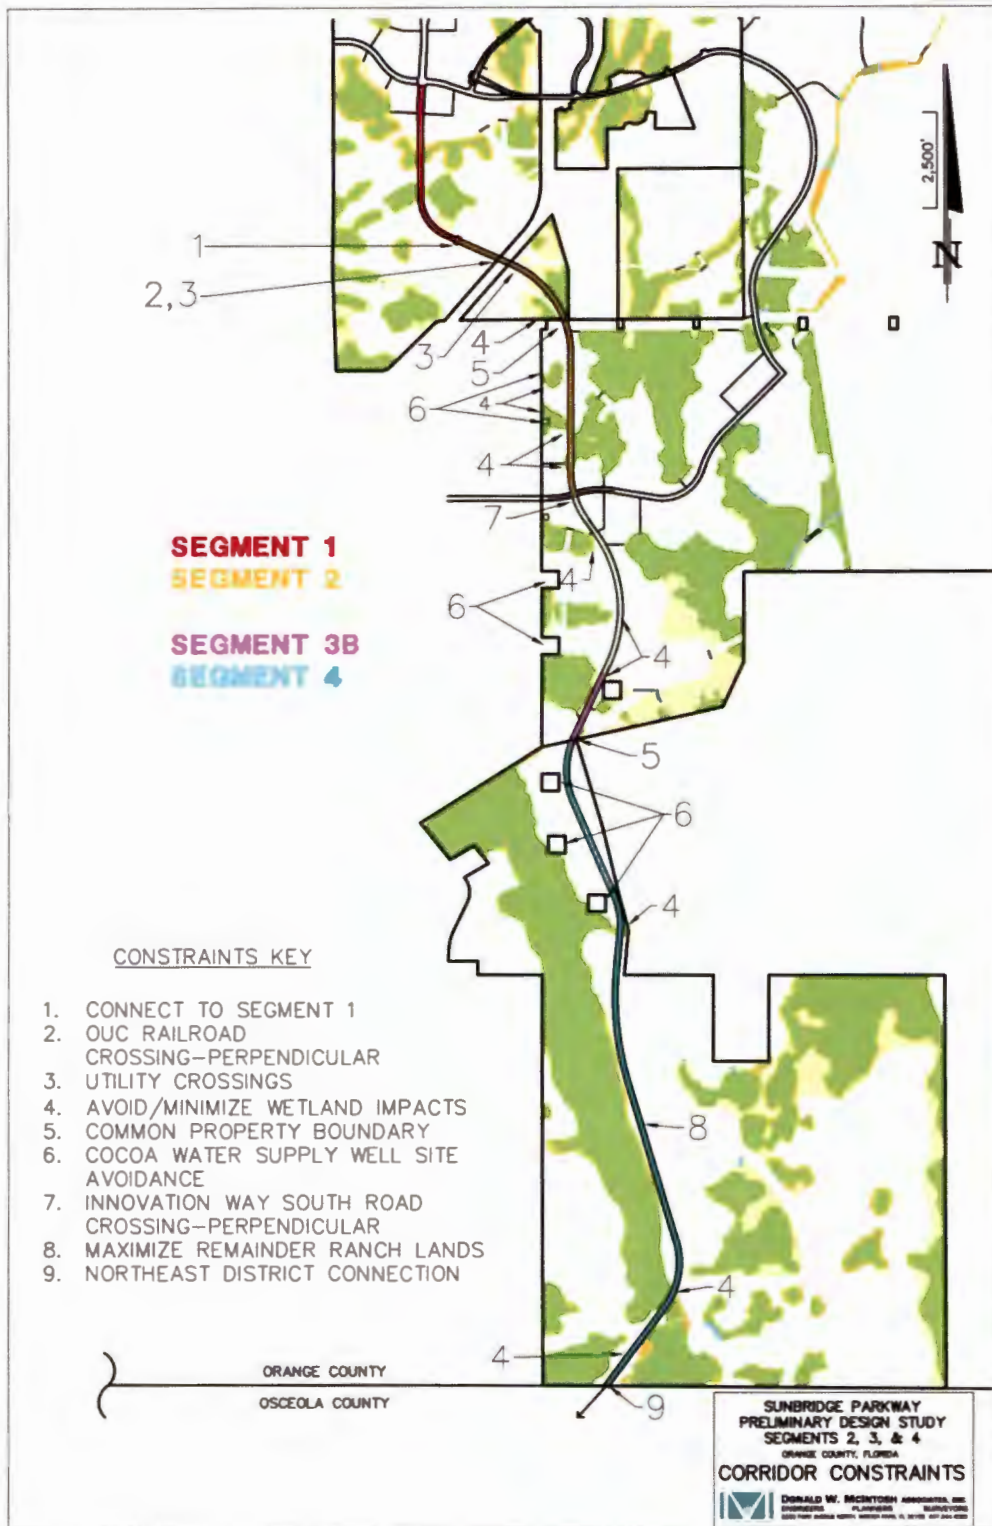 2,500'
N
1
2,3
3
4
5
6
4
4
7
SEGMENT 1
SEGMENT 2
4
6
SEGMENT 3B
SEGMENT 4
4
5
6
4
CONSTRAINTS KEY
1. CONNECT TO SEGMENT 1
2. OUC RAILROAD
CROSSING-PERPENDICULAR
3. UTILITY CROSSINGS
4. AVOID/MINIMIZE WETLAND IMPACTS
5. COMMON PROPERTY BOUNDARY
6. COCOA WATER SUPPLY WELL SITE
AVOIDANCE
7. INNOVATION WAY SOUTH ROAD
CROSSING-PERPENDICULAR
8. MAXIMIZE REMAINDER RANCH LANDS
9. NORTHEAST DISTRICT CONNECTION
8
4
4
ORANGE COUNTY
OSCEOLA COUNTY
9
SUNBRIDGE PARKWAY
PRELIMINARY DESIGN STUDY
SEGMENTS 2, 3, & 4
ORANGE COUNTY, FLORIDA
CORRIDOR CONSTRAINTS
DONALD W. MCINTOSH ASSOCIATES, INC.
ENGINEERS PLANNERS SURVEYORS